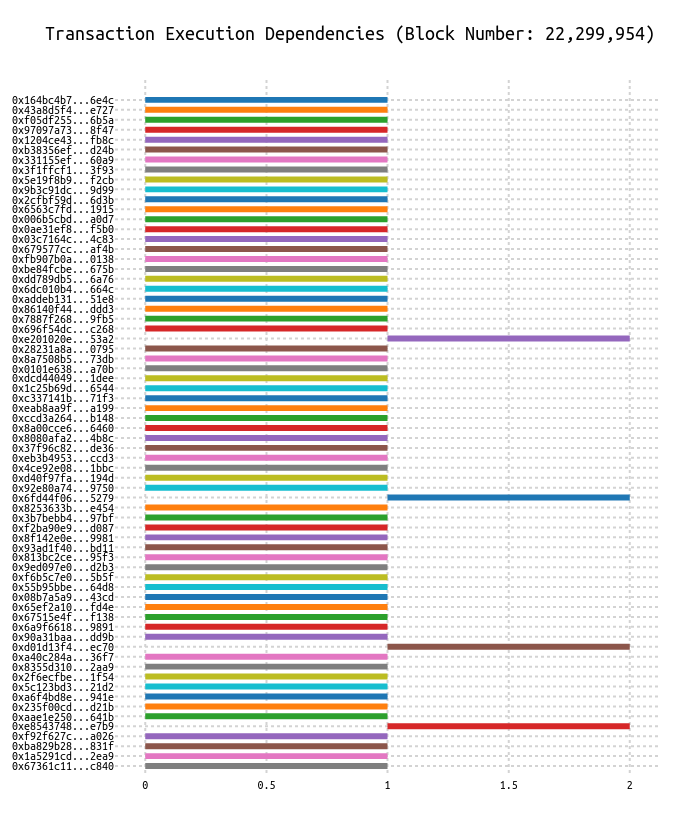 Transaction Execution Dependencies (Block Number: 22,299,954)
0x164bc4b7...6e4c
0x43a8d5f4...e727
0xf05df255...6b5a
0x97097a73...8f47
0x1204ce43...fb8c
0xb38356ef...d24b
0x331155ef...60a9
0x3f1ffcf1...3f93
0x5e19f8b9...f2cb
0x9b3c91dc...9d99
0x2cfbf59d...6d3b
0x6563c7fd...1915
0x006b5cbd...a0d7
0x0ae31ef8...f5b0
0x03c7164c...4c83
0x679577cc...af4b
0xfb907b0a...0138
0xbe84fcbe...675b
0xdd789db5...6a76
0x6dc010b4...664c
0xaddeb131...51e8
0x86140f44...ddd3
0x7887f268...9fb5
0x696f54dc...c268
0xe201020e...53a2
0x28231a8a...0795
0x8a7508b5...73db
0x0101e638...a70b
0xdcd44049...1dee
0x1c25b69d...6544
0xc337141b...71f3
0xeab8aa9f...a199
0xccd3a264...b148
0x8a00cce6...6460
0x8080afa2...4b8c
0x37f96c82...de36
0xeb3b4953...ccd3
0x4ce92e08...1bbc
0xd40f97fa...194d
0x92e80a74...9750
0x6fd44f06...5279
0x8253633b...e454
0x3b7bebb4...97bf
0xf2ba90e9...d087
0x8f142e0e...9981
0x93ad1f40...bd11
0x813bc2ce...95f3
0x9ed097e0...d2b3
0xf6b5c7e0...5b5f
0x55b95bbe...64d8
0x08b7a5a9...43cd
0x65ef2a10...fd4e
0x67515e4f...f138
0x6a9f6618...9891
0x90a31baa...dd9b
0xd01d13f4...ec70
0xa40c284a...36f7
0x8355d310...2aa9
0x2f6ecfbe...1f54
0x5c123bd3...21d2
0xa6f4bd8e...941e
0x235f00cd...d21b
0xaae1e250...641b
0xe8543748...e7b9
0xf92f627c...a026
0xba829b28...831f
0x1a5291cd...2ea9
0x67361c11...c840
0 0.5 1 1.5 2